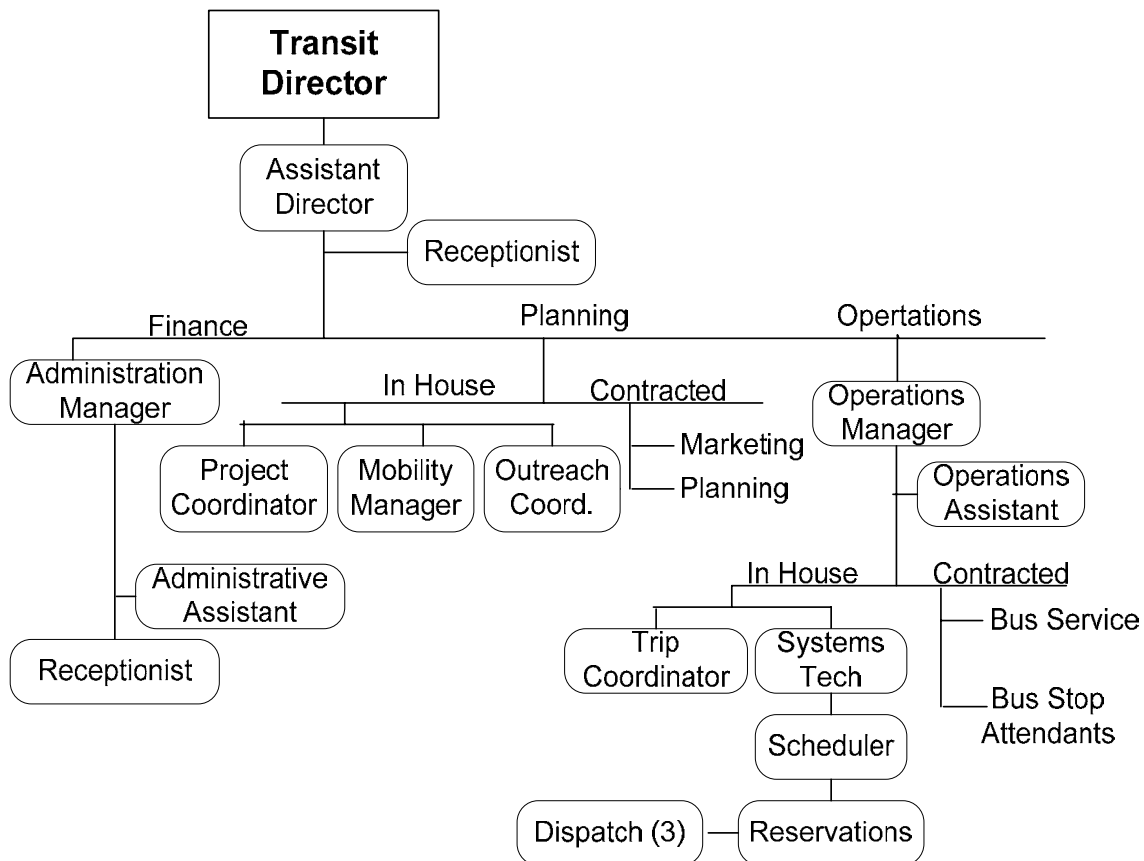 Transit
Director
Assistant
Director
Receptionist
Finance
Planning
Opertations
Administration
Manager
In House
Contracted
Operations
Manager
Marketing
Planning
Project
Coordinator
Mobility
Manager
Outreach
Coord.
Operations
Assistant
Administrative
Assistant
Receptionist
In House
Contracted
Bus Service
Bus Stop
Attendants
Trip
Coordinator
Systems
Tech
Scheduler
Dispatch (3)
Reservations